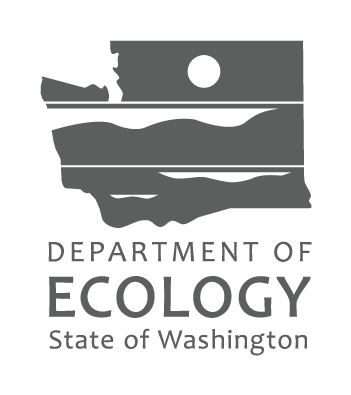 DEPARTMENT OF
ECOLOGY
State of Washington